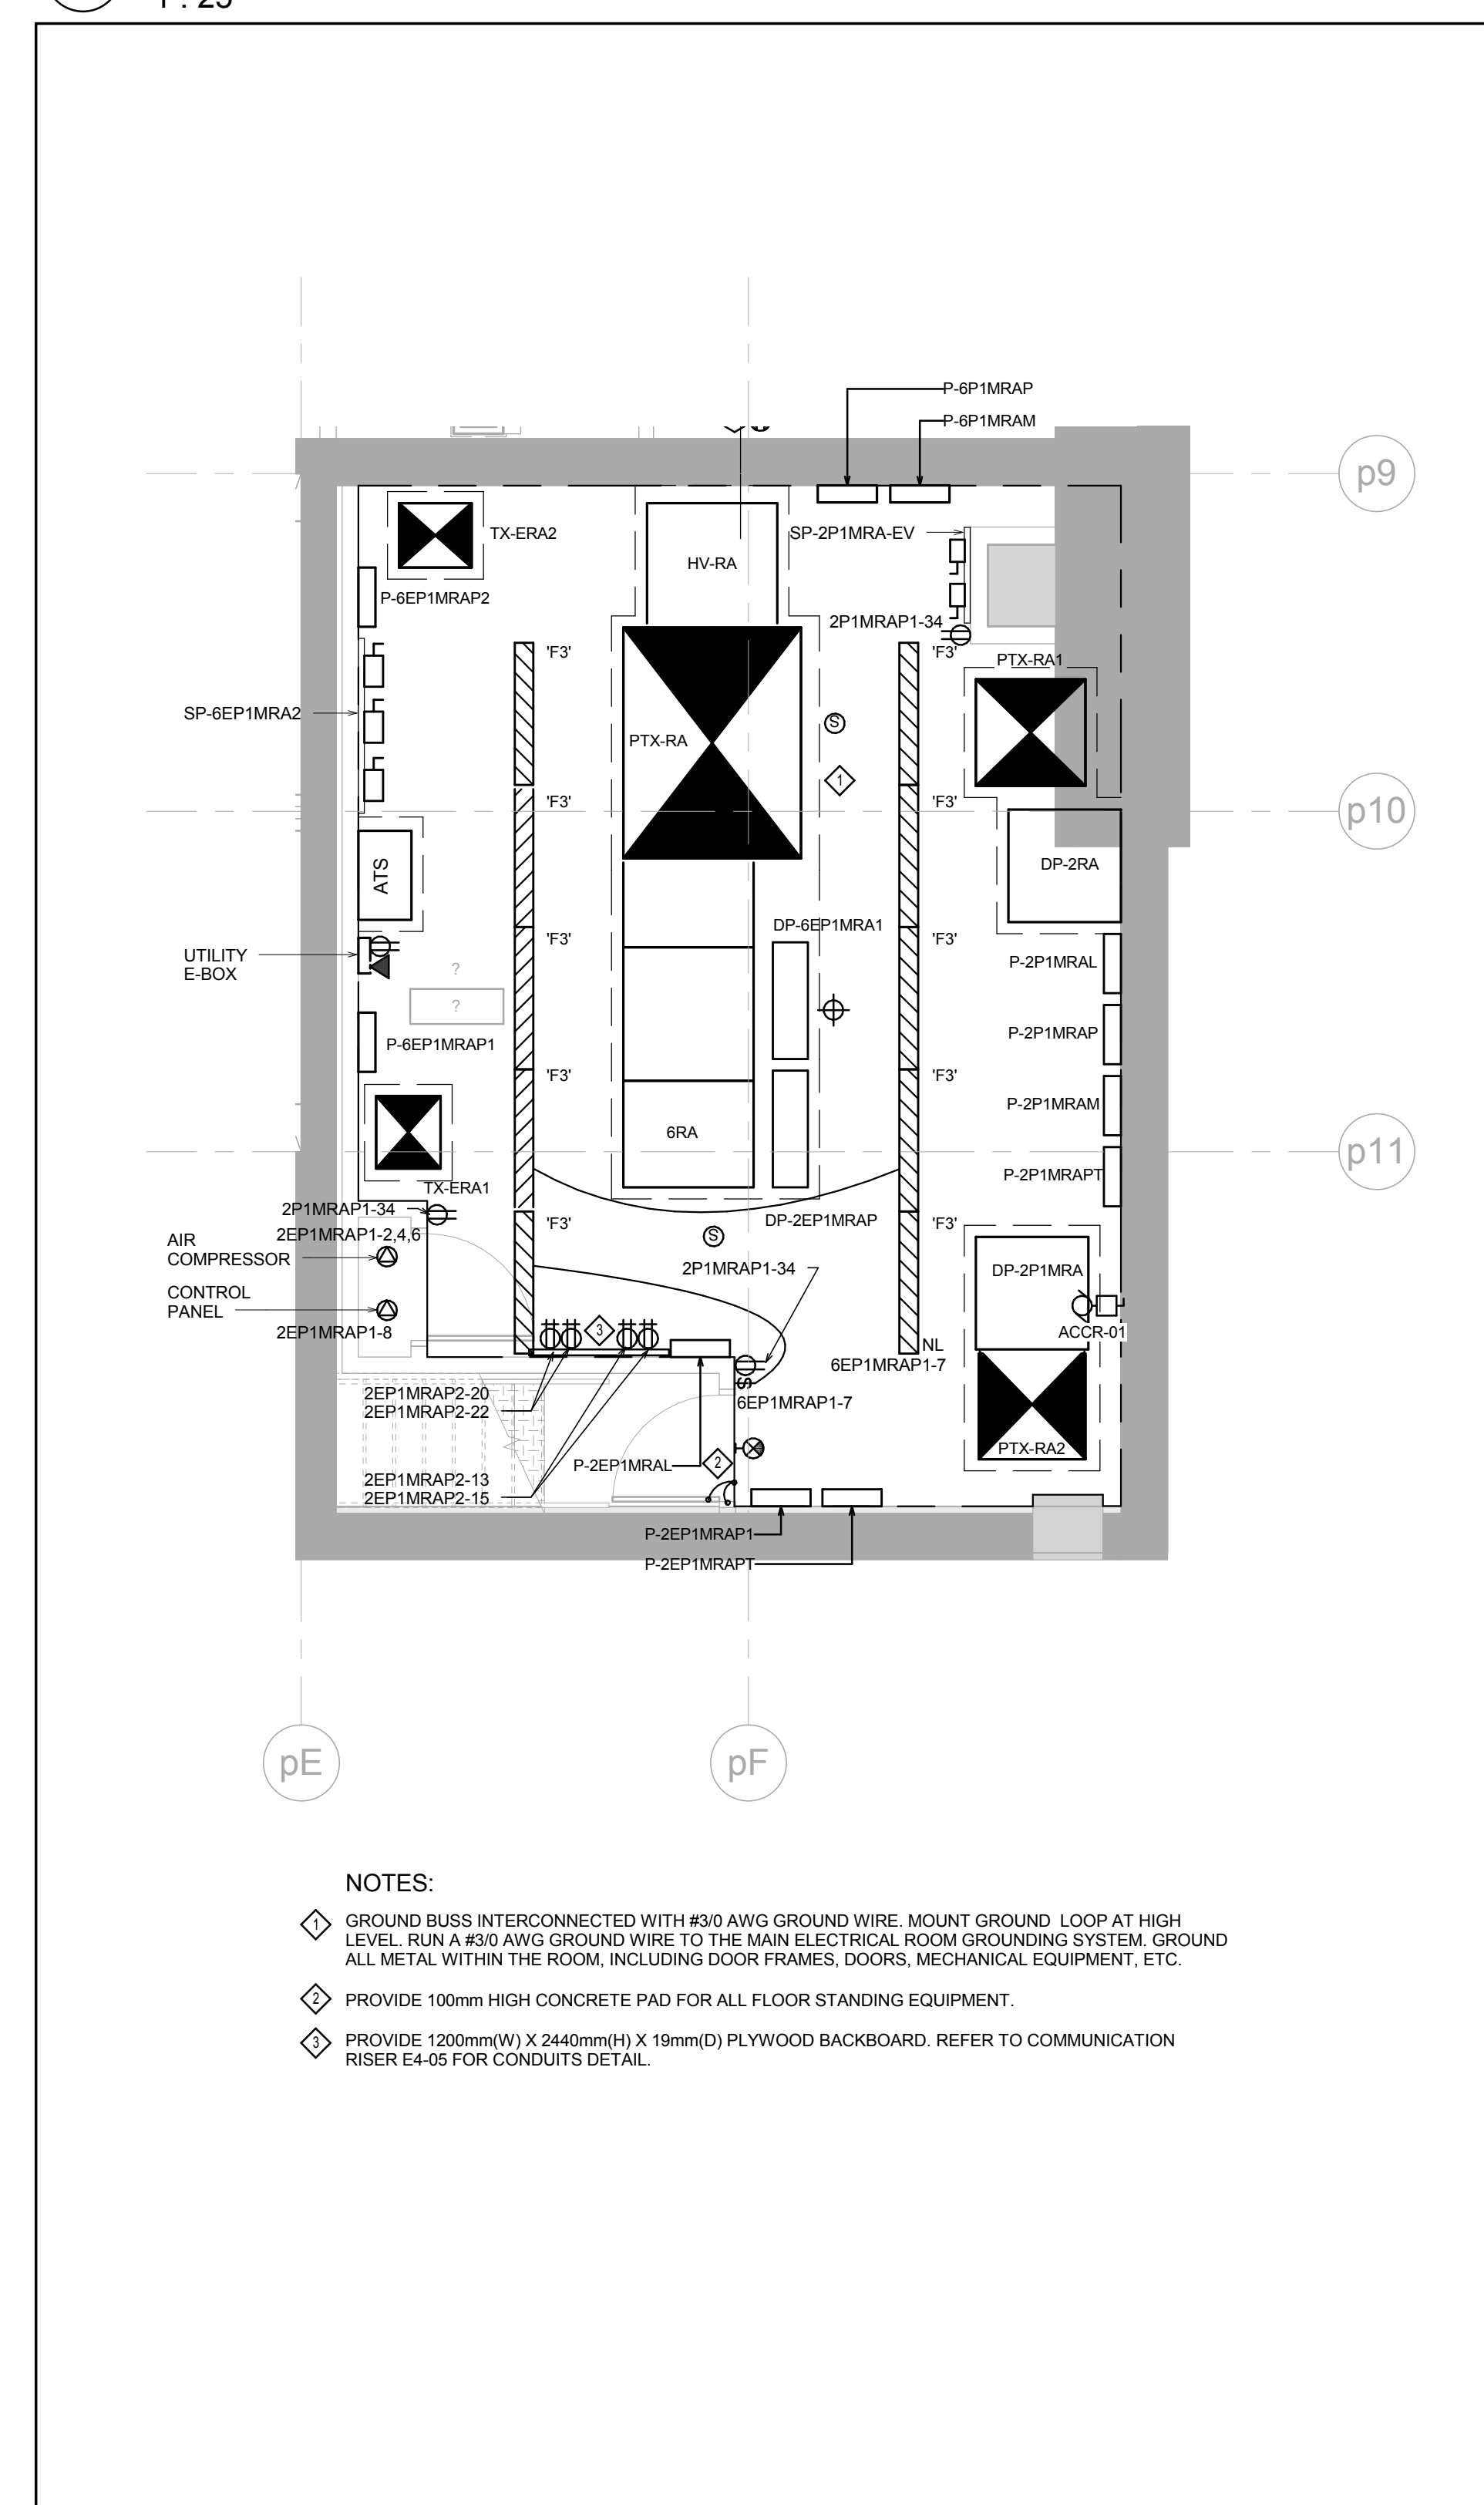 P-6P1MRAP
P-6P1MRAM
p9
TX-ERA2
SP-2P1MRA-EV
HV-RA
P-6EP1MRAP2
2P1MRAP1-34
'F3'
'F3'
PTX-RA1
SP-6EP1MRA2
S
PTX-RA
1
'F3'
'F3'
p10
ATS
DP-2RA
DP-6EP1MRA1
'F3'
'F3'
UTILITY
E-BOX
?
P-2P1MRAL
?
P-2P1MRAP
P-6EP1MRAP1
'F3'
'F3'
P-2P1MRAM
6RA
p11
P-2P1MRAPT
TX-ERA1
2P1MRAP1-34
DP-2EP1MRAP
'F3'
'F3'
2EP1MRAP1-2,4,6
S
AIR
COMPRESSOR
2P1MRAP1-34
DP-2P1MRA
CONTROL
PANEL
2EP1MRAP1-8
3
ACCR-01
NL
6EP1MRAP1-7
S
2EP1MRAP2-20
2EP1MRAP2-22
6EP1MRAP1-7
PTX-RA2
P-2EP1MRAL
2
2EP1MRAP2-13
2EP1MRAP2-15
P-2EP1MRAP1
P-2EP1MRAPT
pE
pF
NOTES:
1 GROUND BUSS INTERCONNECTED WITH #3/0 AWG GROUND WIRE. MOUNT GROUND LOOP AT HIGH
LEVEL. RUN A #3/0 AWG GROUND WIRE TO THE MAIN ELECTRICAL ROOM GROUNDING SYSTEM. GROUND
ALL METAL WITHIN THE ROOM, INCLUDING DOOR FRAMES, DOORS, MECHANICAL EQUIPMENT, ETC.
2 PROVIDE 100mm HIGH CONCRETE PAD FOR ALL FLOOR STANDING EQUIPMENT.
3 PROVIDE 1200mm(W) X 2440mm(H) X 19mm(D) PLYWOOD BACKBOARD. REFER TO COMMUNICATION
RISER E4-05 FOR CONDUITS DETAIL.